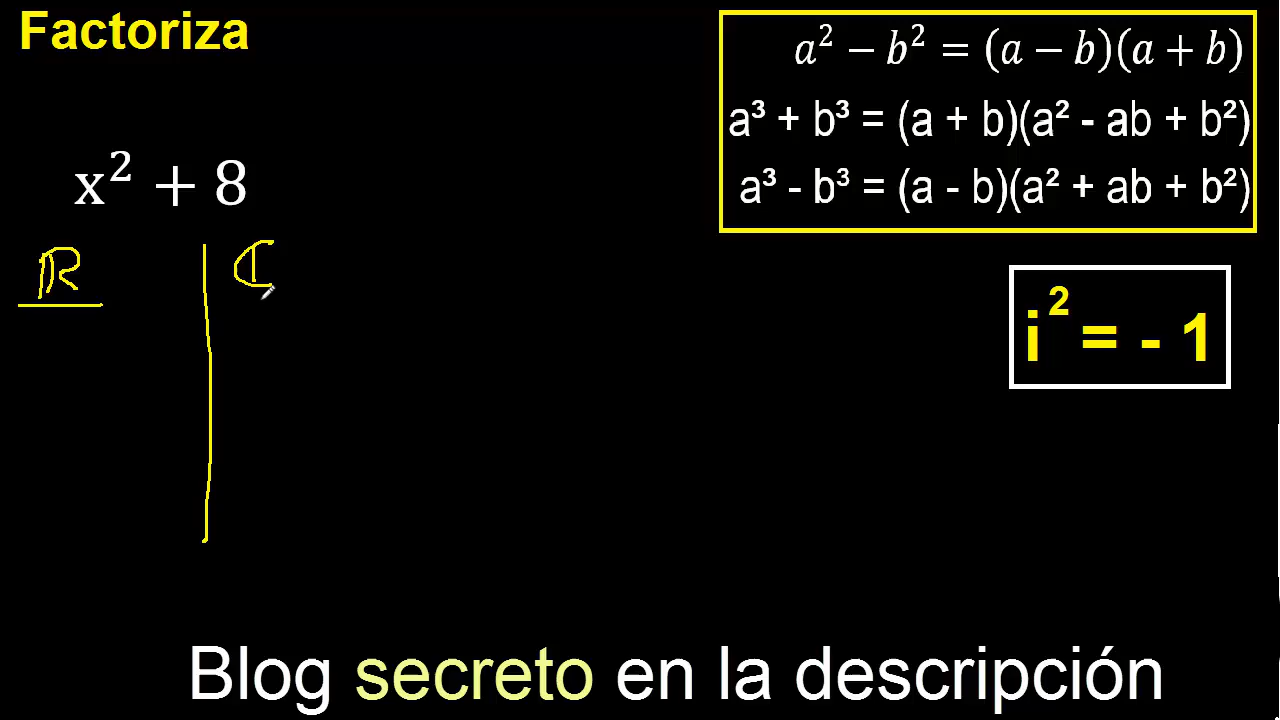 Factoriza
x² + 8
ℝ
ℂ
a² − b² = (a − b)(a + b)
a³ + b³ = (a + b)(a² - ab + b²)
a³ - b³ = (a - b)(a² + ab + b²)
i² = - 1
Blog secreto en la descripción